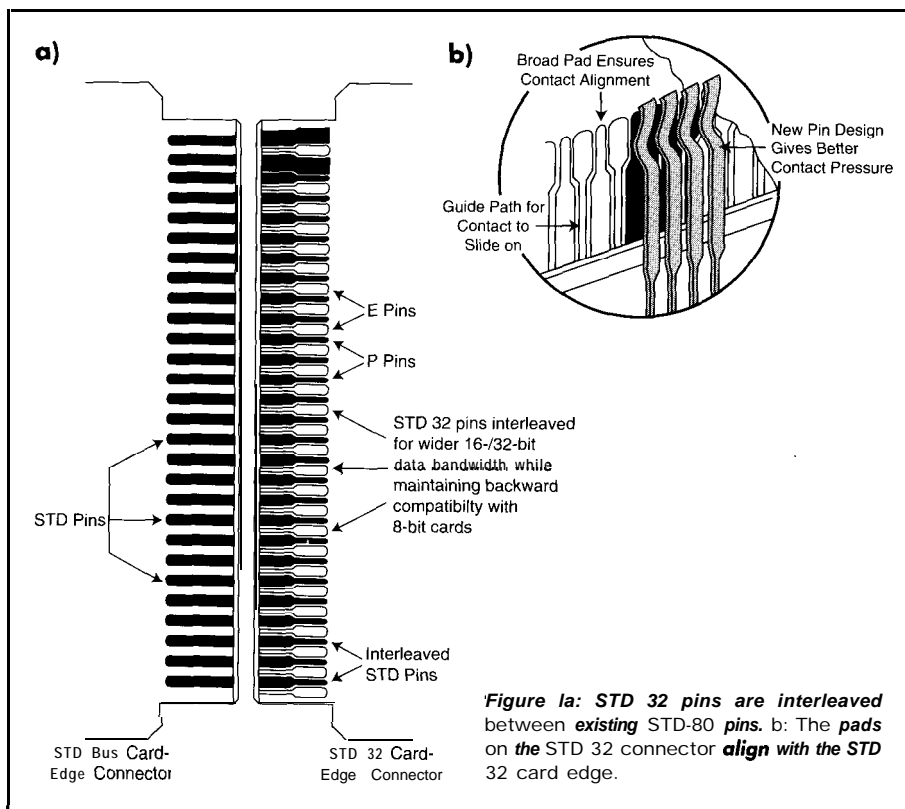 a)
b)
Broad Pad Ensures
Contact Alignment
New Pin Design
Gives Better
Contact Pressure
Guide Path for
Contact to
Slide on
E Pins
P Pins
STD 32 pins interleaved
for wider 16-/32-bit
data bandwidth while
maintaining backward
compatibilty with
8-bit cards
STD Pins
Interleaved
STD Pins
STD Bus Card-
Edge Connector
STD 32 Card-
Edge Connector
'Figure la: STD 32 pins are interleaved
between existing STD-80 pins. b: The pads
on the STD 32 connector align with the STD
32 card edge.